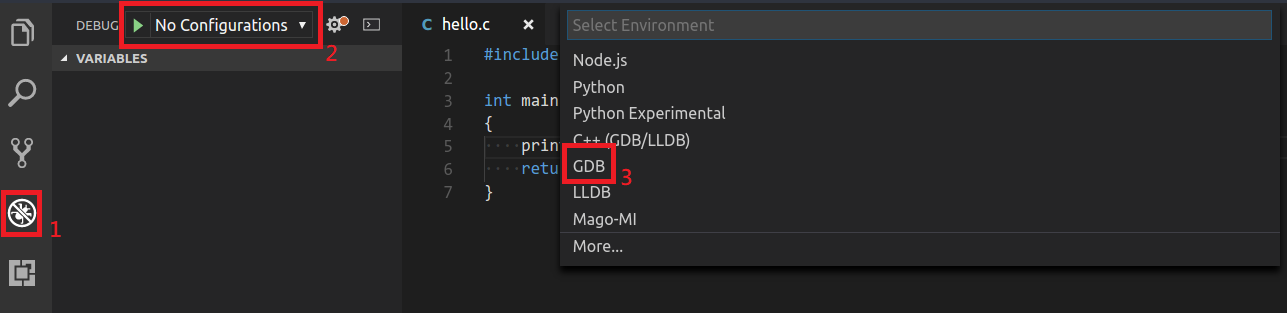 DEBUG No Configurations
2
VARIABLES
1
C hello.c
1 #include
2
3 int main
4 {
5 ····prin
6 ····retu
7 }
Select Environment
Node.js
Python
Python Experimental
C++ (GDB/LLDB)
GDB
3
LLDB
Mago-MI
More...